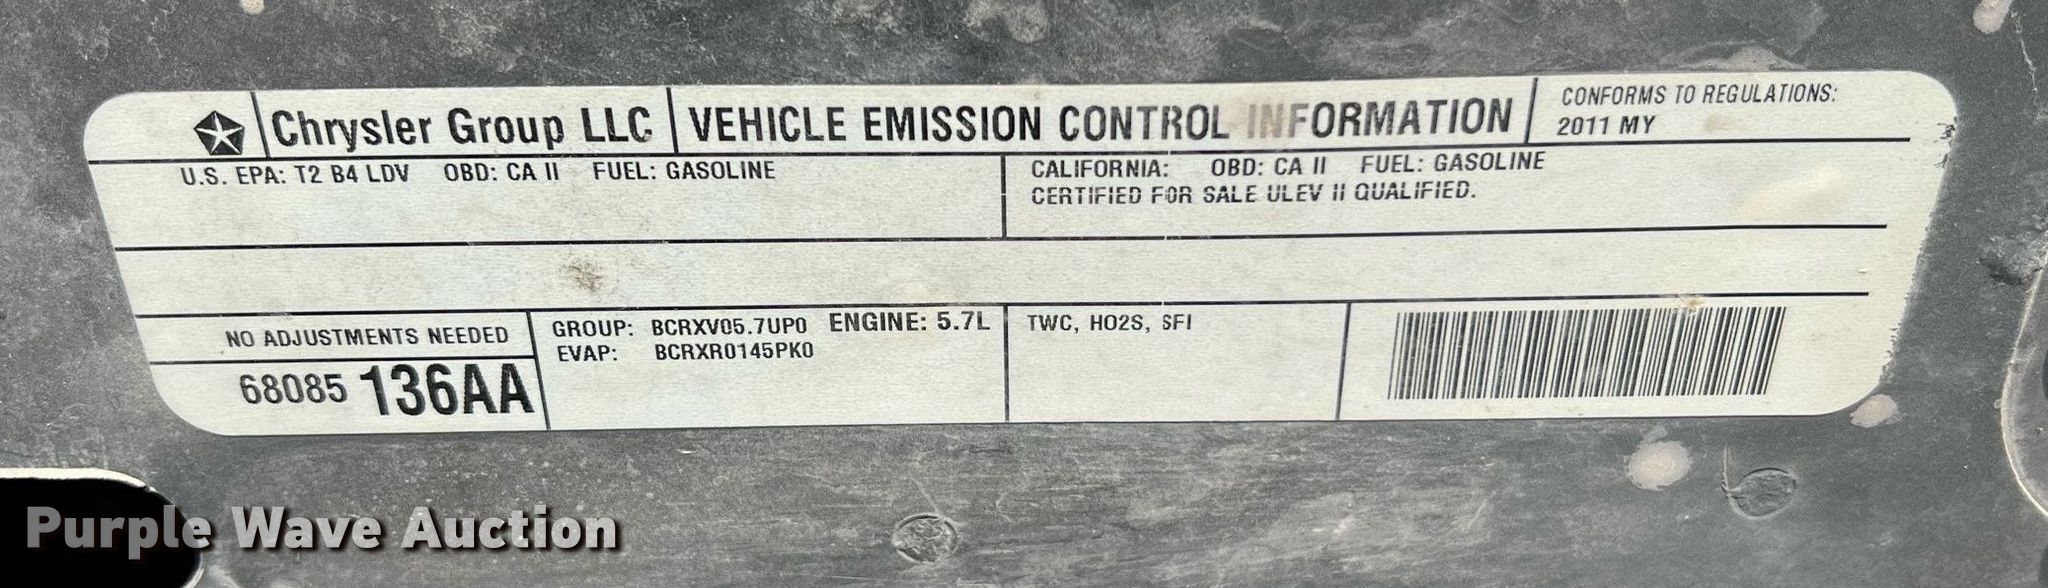 Chrysler Group LLC VEHICLE EMISSION CONTROL INFORMATION
CONFORMS TO REGULATIONS:
2011 MY
U.S. EPA: T2 B4 LDV OBD: CA II FUEL: GASOLINE
CALIFORNIA: OBD: CA II FUEL: GASOLINE
CERTIFIED FOR SALE ULEV II QUALIFIED.
NO ADJUSTMENTS NEEDED
68085 136AA
GROUP: BCRXV05.7UP0 ENGINE: 5.7L
EVAP: BCRXR0145PK0
TWC, HO2S, SFI
Purple Wave Auction